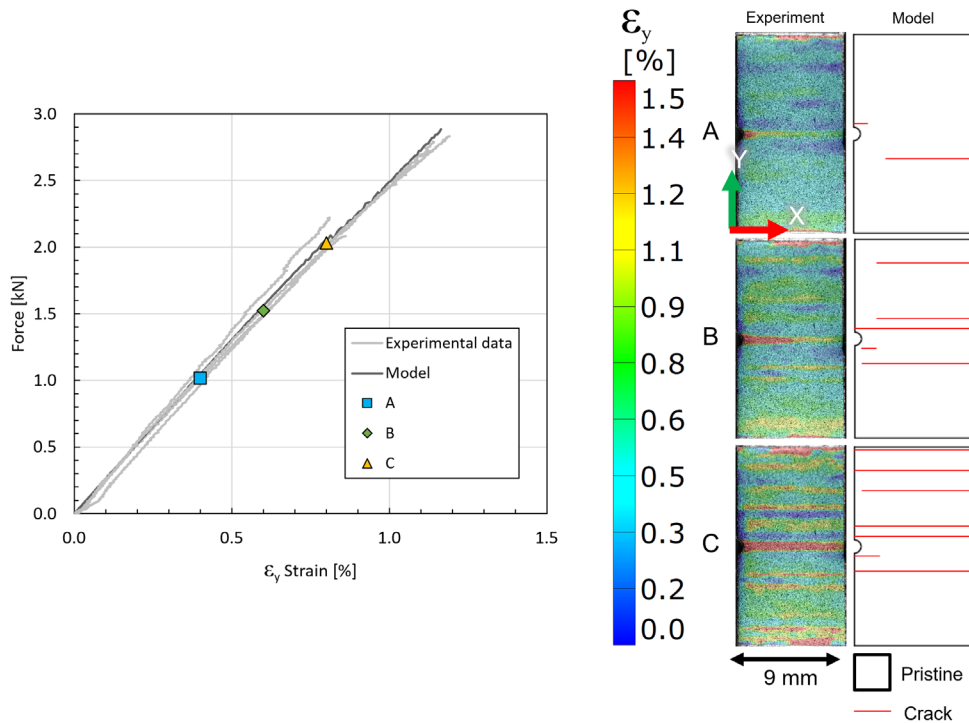 3.0
2.5
2.0
1.5
1.0
0.5
0.0
Force [kN]
0.0 0.5 1.0 1.5
εy Strain [%]
Experimental data
Model
A
B
C
εy
[%]
1.5
1.4
1.2
1.1
0.9
0.8
0.6
0.5
0.3
0.2
0.0
Experiment Model
A
Y
X
B
C
9 mm
Pristine
Crack